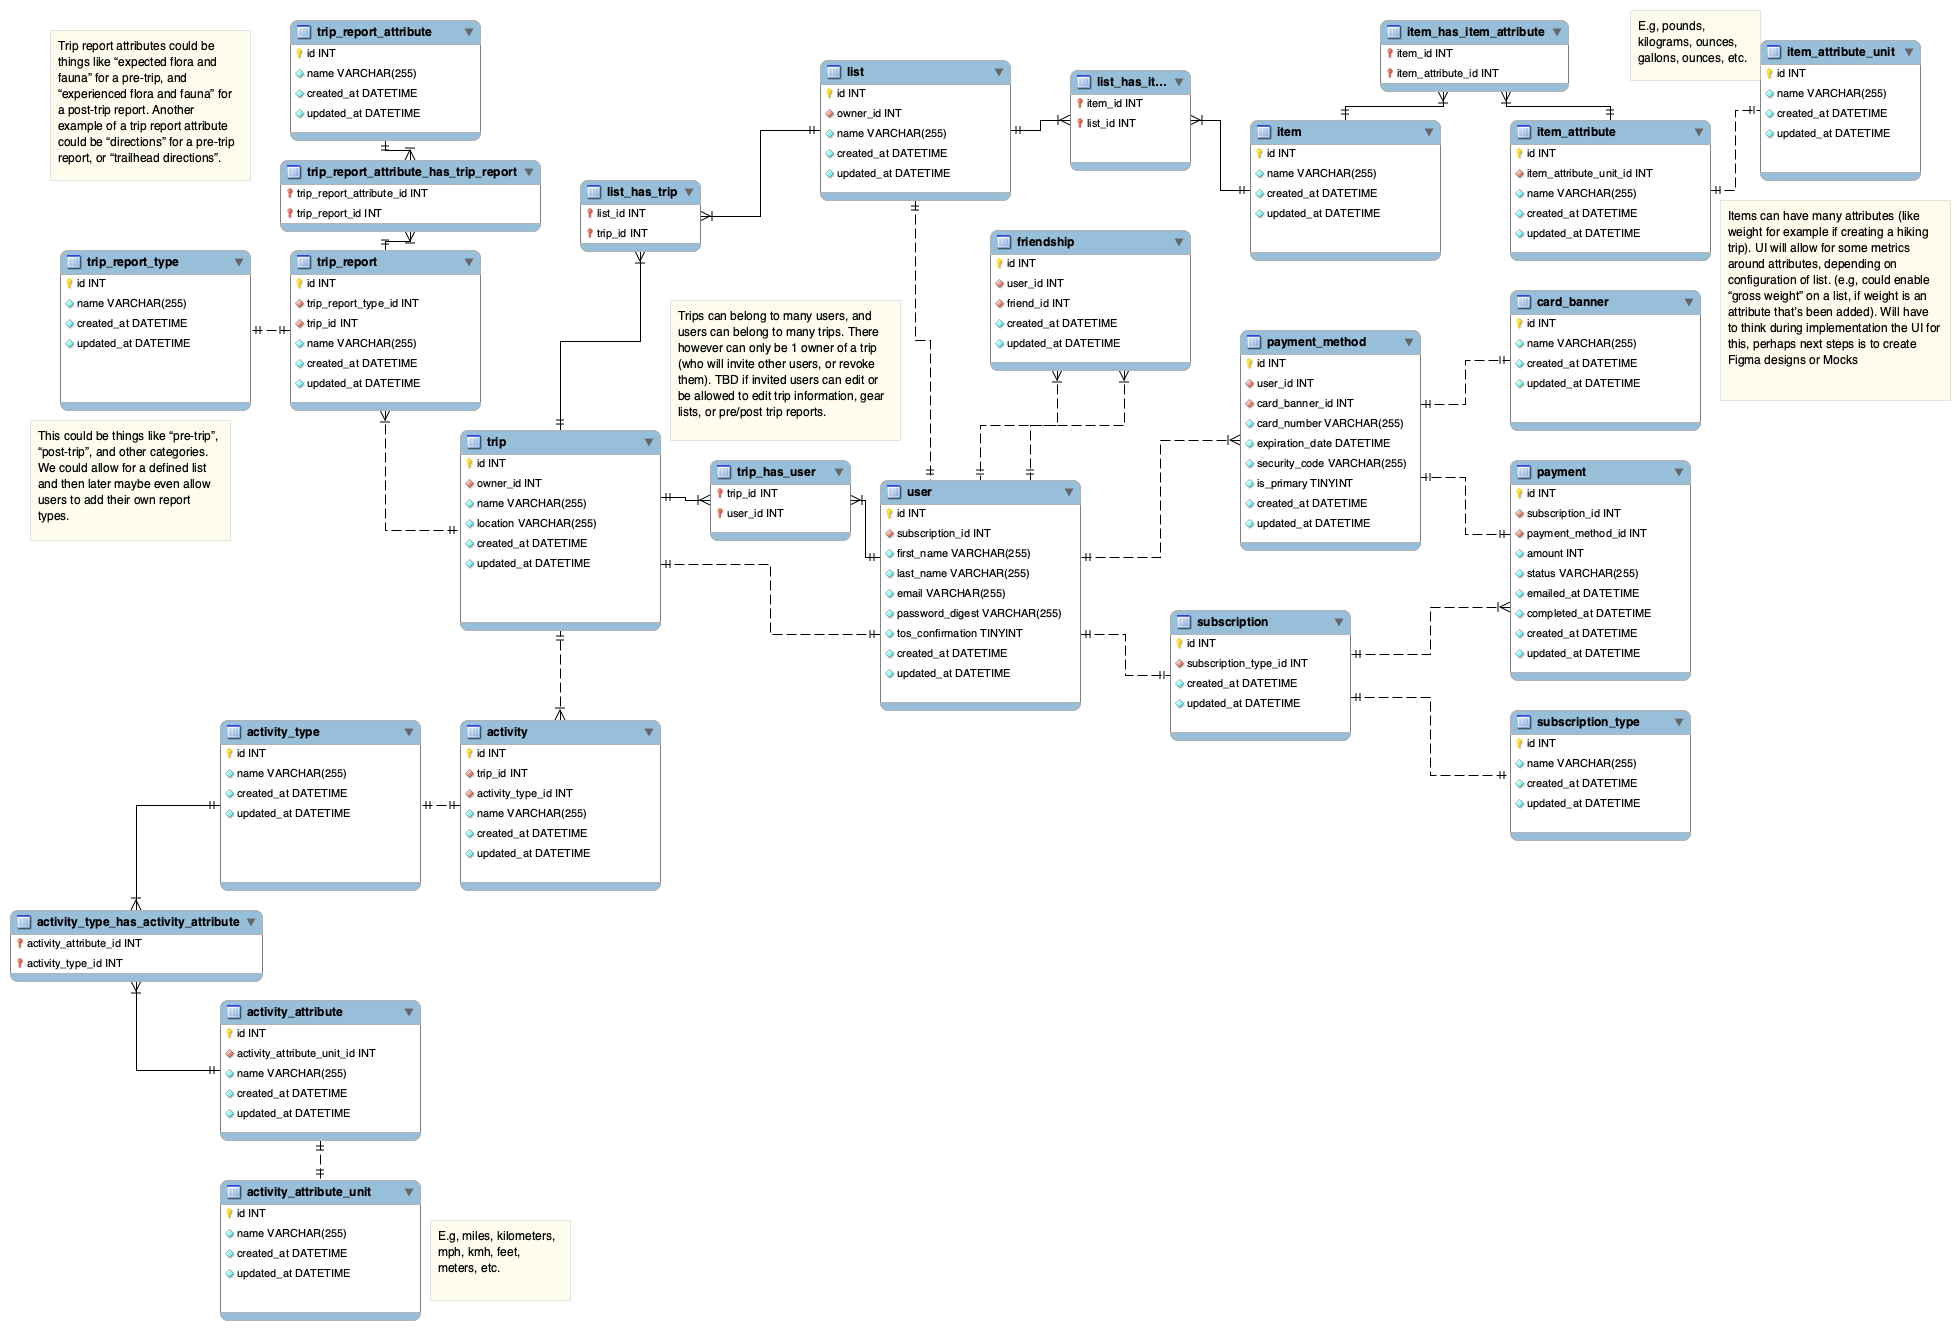 Trip report attributes could be
things like “expected flora and
fauna” for a pre-trip, and
“experienced flora and fauna” for
a post-trip report. Another
example of a trip report attribute
could be “directions” for a pre-trip
report, or “trailhead directions”.
trip_report_attribute
id INT
name VARCHAR(255)
created_at DATETIME
updated_at DATETIME
trip_report_attribute_has_trip_report
trip_report_attribute_id INT
trip_report_id INT
trip_report_type
id INT
name VARCHAR(255)
created_at DATETIME
updated_at DATETIME
trip_report
id INT
trip_report_type_id INT
trip_id INT
name VARCHAR(255)
created_at DATETIME
updated_at DATETIME
This could be things like “pre-trip”,
“post-trip”, and other categories.
We could allow for a defined list
and then later maybe even allow
users to add their own report
types.
list_has_trip
list_id INT
trip_id INT
list
id INT
owner_id INT
name VARCHAR(255)
created_at DATETIME
updated_at DATETIME
list_has_it...
item_id INT
list_id INT
item_has_item_attribute
item_id INT
item_attribute_id INT
E.g, pounds,
kilograms, ounces,
gallons, ounces, etc.
item_attribute_unit
id INT
name VARCHAR(255)
created_at DATETIME
updated_at DATETIME
item
id INT
name VARCHAR(255)
created_at DATETIME
updated_at DATETIME
item_attribute
id INT
item_attribute_unit_id INT
name VARCHAR(255)
created_at DATETIME
updated_at DATETIME
Items can have many attributes (like
weight for example if creating a hiking
trip). UI will allow for some metrics
around attributes, depending on
configuration of list. (e.g, could enable
“gross weight” on a list, if weight is an
attribute that’s been added). Will have
to think during implementation the UI for
this, perhaps next steps is to create
Figma designs or Mocks
friendship
id INT
user_id INT
friend_id INT
created_at DATETIME
updated_at DATETIME
Trips can belong to many users, and
users can belong to many trips. There
however can only be 1 owner of a trip
(who will invite other users, or revoke
them). TBD if invited users can edit or
be allowed to edit trip information, gear
lists, or pre/post trip reports.
card_banner
id INT
name VARCHAR(255)
created_at DATETIME
updated_at DATETIME
payment_method
id INT
user_id INT
card_banner_id INT
card_number VARCHAR(255)
expiration_date DATETIME
security_code VARCHAR(255)
is_primary TINYINT
created_at DATETIME
updated_at DATETIME
trip
id INT
owner_id INT
name VARCHAR(255)
location VARCHAR(255)
created_at DATETIME
updated_at DATETIME
trip_has_user
trip_id INT
user_id INT
user
id INT
subscription_id INT
first_name VARCHAR(255)
last_name VARCHAR(255)
email VARCHAR(255)
password_digest VARCHAR(255)
tos_confirmation TINYINT
created_at DATETIME
updated_at DATETIME
payment
id INT
subscription_id INT
payment_method_id INT
amount INT
status VARCHAR(255)
emailed_at DATETIME
completed_at DATETIME
created_at DATETIME
updated_at DATETIME
subscription
id INT
subscription_type_id INT
created_at DATETIME
updated_at DATETIME
subscription_type
id INT
name VARCHAR(255)
created_at DATETIME
updated_at DATETIME
activity_type
id INT
name VARCHAR(255)
created_at DATETIME
updated_at DATETIME
activity
id INT
trip_id INT
activity_type_id INT
name VARCHAR(255)
created_at DATETIME
updated_at DATETIME
activity_type_has_activity_attribute
activity_attribute_id INT
activity_type_id INT
activity_attribute
id INT
activity_attribute_unit_id INT
name VARCHAR(255)
created_at DATETIME
updated_at DATETIME
activity_attribute_unit
id INT
name VARCHAR(255)
created_at DATETIME
updated_at DATETIME
E.g, miles, kilometers,
mph, kmh, feet,
meters, etc.